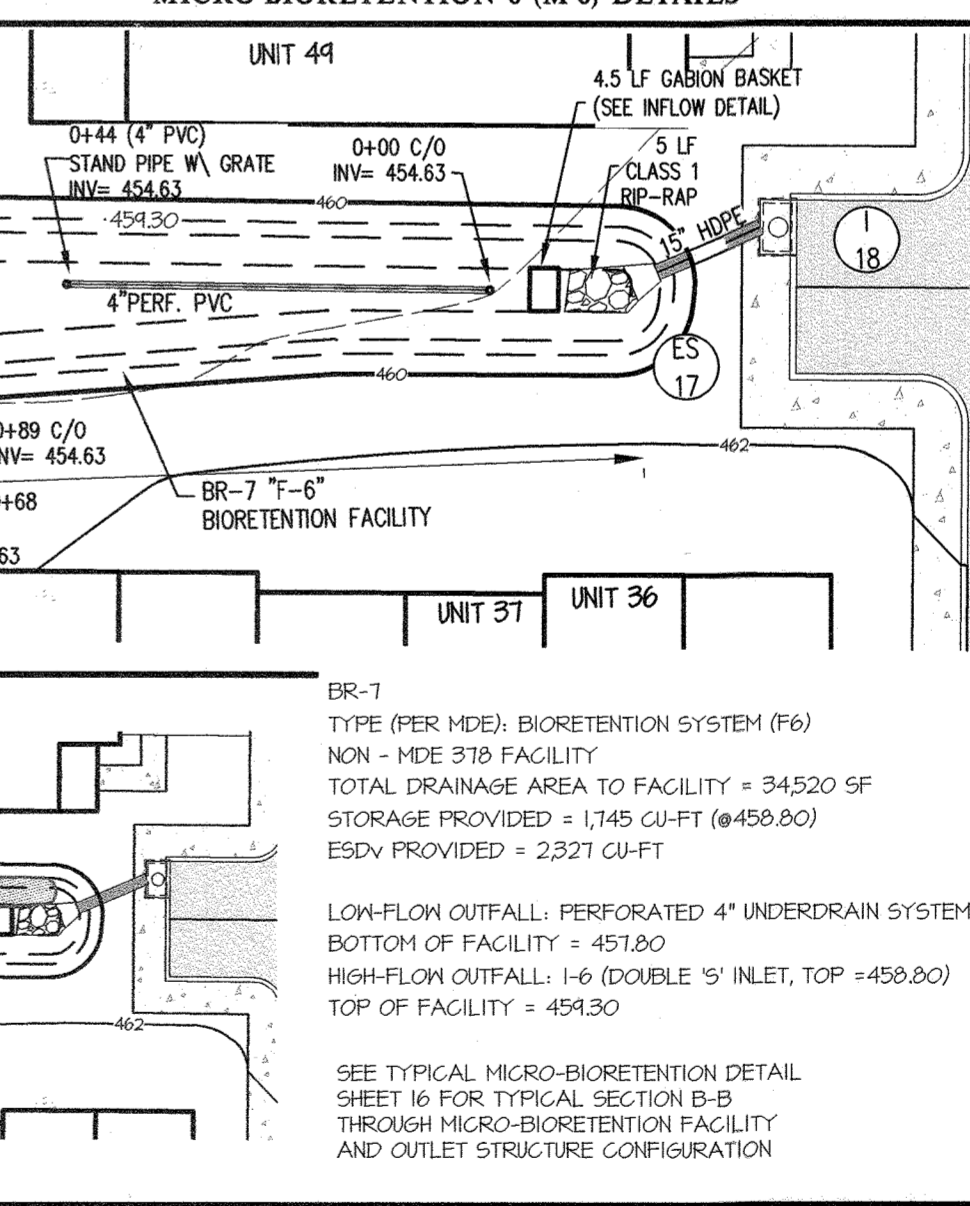 UNIT 49
4.5 LF GABION BASKET
(SEE INFLOW DETAIL)
0+44 (4" PVC)
STAND PIPE W\ GRATE
INV= 454.63
0+00 C/O
INV= 454.63
5 LF
CLASS 1
RIP-RAP
460
459.30
15" HDPE
I
18
4"PERF. PVC
ES
17
460
0+89 C/O
INV= 454.63
+68
63
462
BR-7 "F-6"
BIORETENTION FACILITY
UNIT 37
UNIT 36
BR-7
TYPE (PER MDE): BIORETENTION SYSTEM (F6)
NON - MDE 378 FACILITY
TOTAL DRAINAGE AREA TO FACILITY = 34,520 SF
STORAGE PROVIDED = 1,745 CU-FT (@458.80)
ESDv PROVIDED = 2,327 CU-FT
LOW-FLOW OUTFALL: PERFORATED 4" UNDERDRAIN SYSTEM
BOTTOM OF FACILITY = 457.80
HIGH-FLOW OUTFALL: I-6 (DOUBLE 'S' INLET, TOP =458.80)
TOP OF FACILITY = 459.30
462
SEE TYPICAL MICRO-BIORETENTION DETAIL
SHEET 16 FOR TYPICAL SECTION B-B
THROUGH MICRO-BIORETENTION FACILITY
AND OUTLET STRUCTURE CONFIGURATION